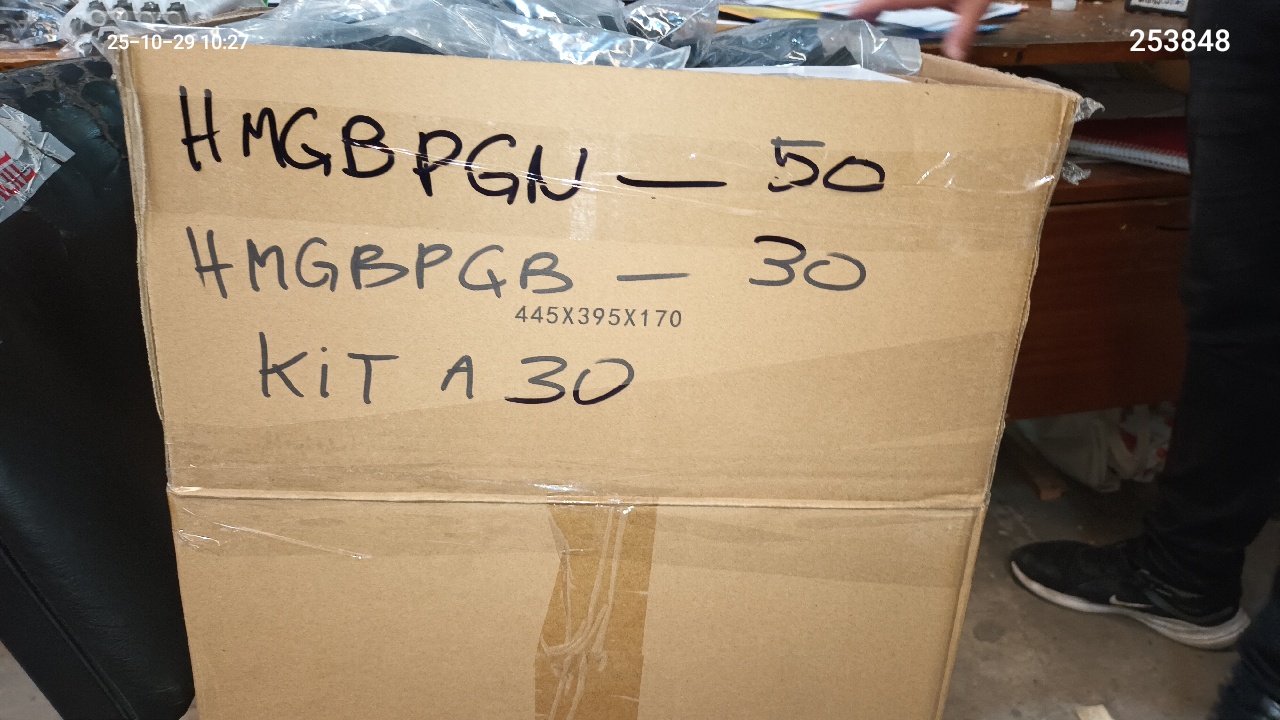 25-10-29 10:27
253848
HMGBPGN — 50
HMGBPGB — 30
445X395X170
KiT A 30